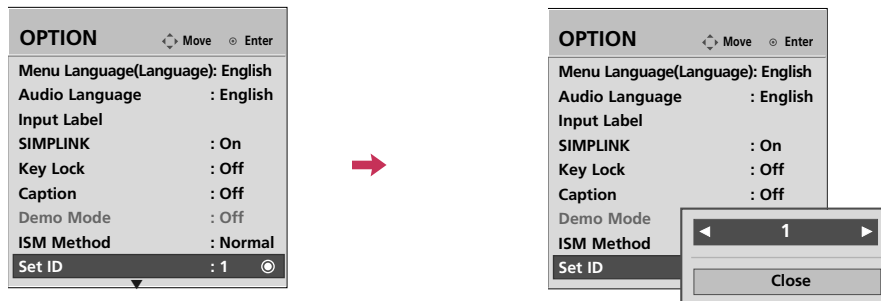 OPTION Move Enter
Menu Language(Language): English
Audio Language : English
Input Label
SIMPLINK : On
Key Lock : Off
Caption : Off
Demo Mode : Off
ISM Method : Normal
Set ID : 1
OPTION Move Enter
Menu Language(Language): English
Audio Language : English
Input Label
SIMPLINK : On
Key Lock : Off
Caption : Off
Demo Mode
ISM Method
Set ID
1
Close